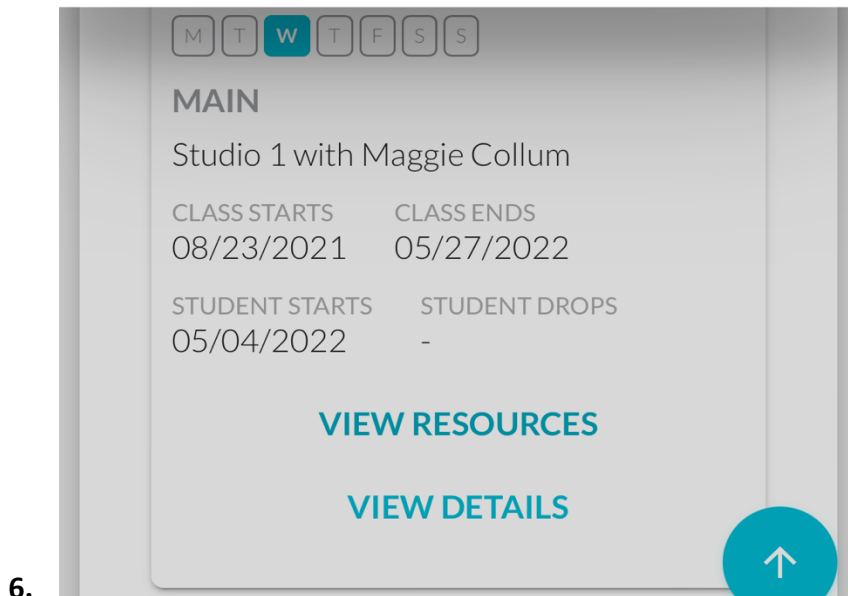 M T W T F S S
MAIN
Studio 1 with Maggie Collum
CLASS STARTS CLASS ENDS
08/23/2021 05/27/2022
STUDENT STARTS STUDENT DROPS
05/04/2022 -
VIEW RESOURCES
VIEW DETAILS
6.